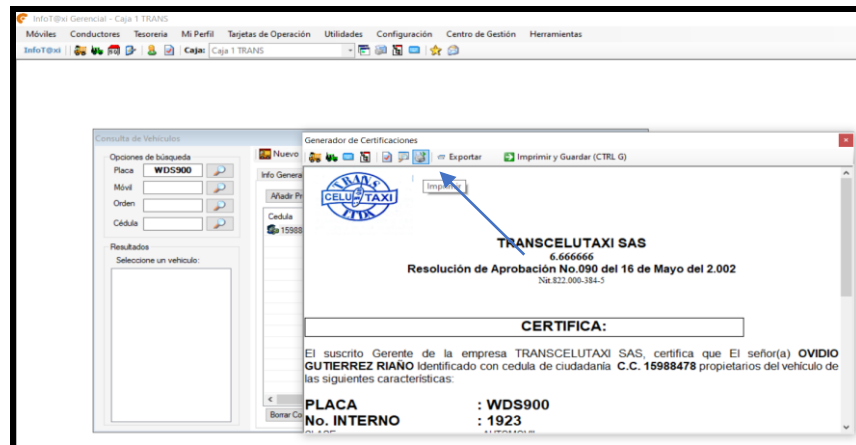 InfoT@xi Gerencial - Caja 1 TRANS
Móviles Conductores Tesoreria Mi Perfil Tarjetas de Operación Utilidades Configuración Centro de Gestión Herramientas
InfoT@xi Caja: Caja 1 TRANS
Consulta de Vehiculos
Opciones de búsqueda
Placa WDS900
Móvil
Orden
Cédula
Resultados
Seleccione un vehiculo:
Nuevo
Info Genera
Añadir Pr
Cedula
15988
Borrar Co
Generador de Certificaciones
Exportar Imprimir y Guardar (CTRL G)
Imprimir
TRANS
CELU TAXI
LTDA
TRANSCELUTAXI SAS
6.666666
Resolución de Aprobación No.090 del 16 de Mayo del 2.002
Nit.822.000-384-5
CERTIFICA:
El suscrito Gerente de la empresa TRANSCELUTAXI SAS, certifica que El señor(a) OVIDIO
GUTIERREZ RIAÑO Identificado con cedula de ciudadanía C.C. 15988478 propietarios del vehículo de
las siguientes características:
PLACA : WDS900
No. INTERNO : 1923